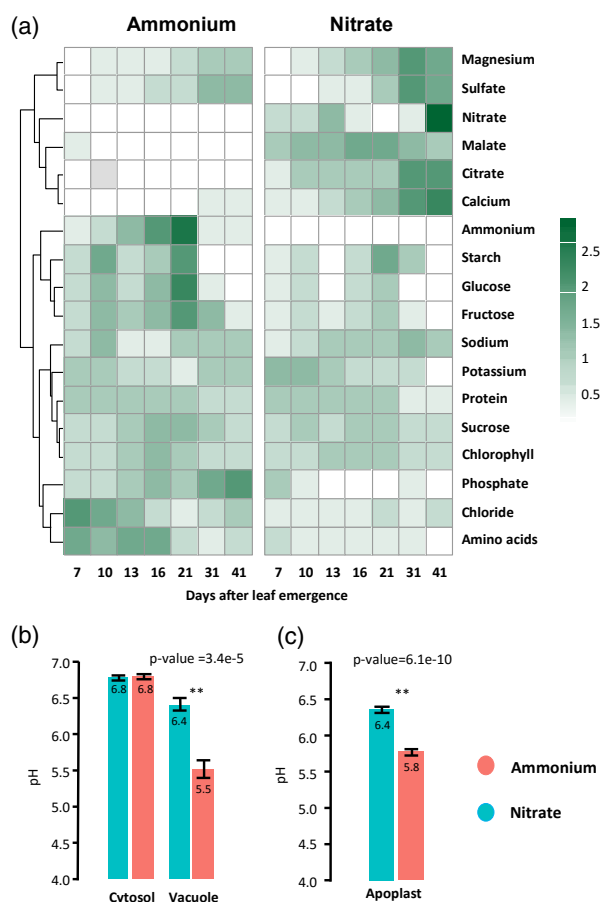 (a)
Ammonium
Nitrate
Magnesium
Sulfate
Nitrate
Malate
Citrate
Calcium
Ammonium
Starch
Glucose
Fructose
Sodium
Potassium
Protein
Sucrose
Chlorophyll
Phosphate
Chloride
Amino acids
2.5
2
1.5
1
0.5
7 10 13 16 21 31 41
7 10 13 16 21 31 41
Days after leaf emergence
(b)
p-value =3.4e-5
pH
7.0
6.5
6.0
5.5
5.0
4.5
4.0
6.8
6.8
6.4
**
5.5
Cytosol Vacuole
(c)
p-value=6.1e-10
pH
7.0
6.5
6.0
5.5
5.0
4.5
4.0
6.4
**
5.8
Apoplast
Ammonium
Nitrate